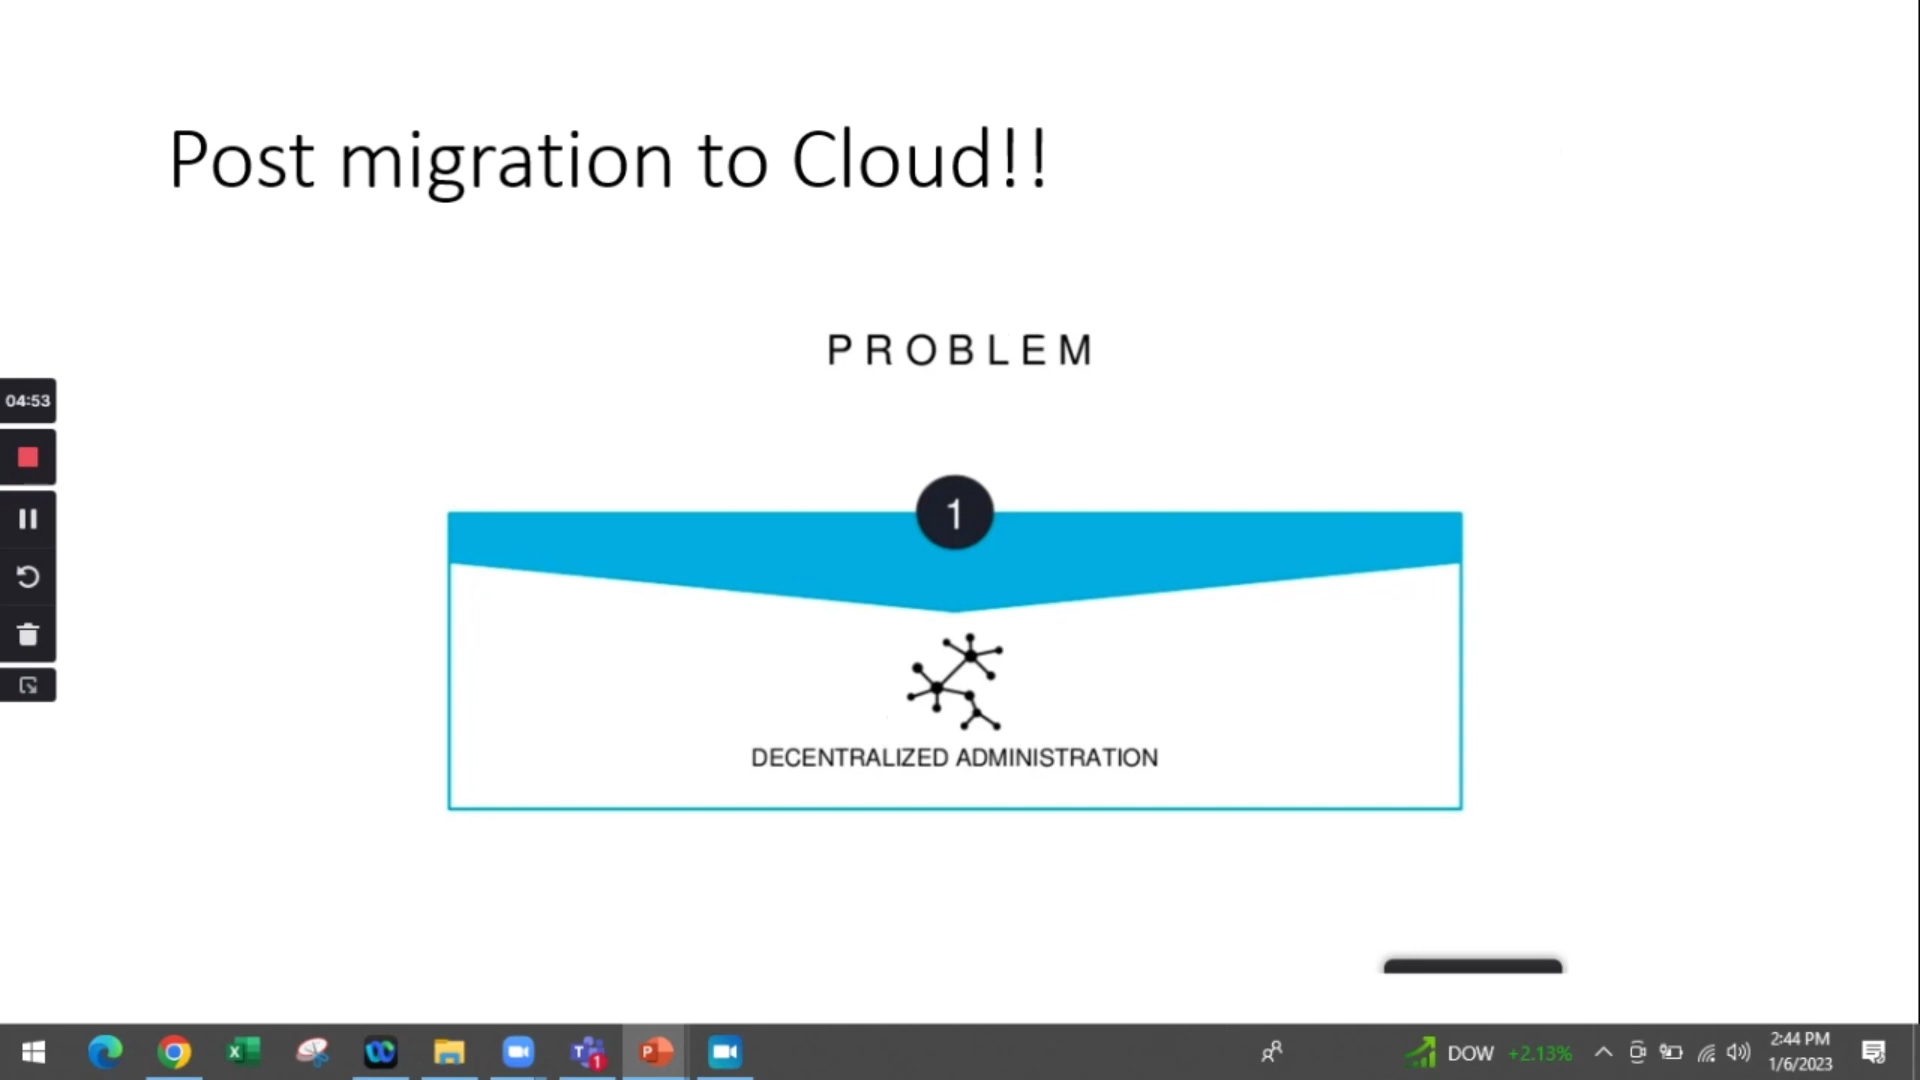 Post migration to Cloud!!
PROBLEM
04:53
1
DECENTRALIZED ADMINISTRATION
DOW +2.13%
2:44 PM
1/6/2023
1